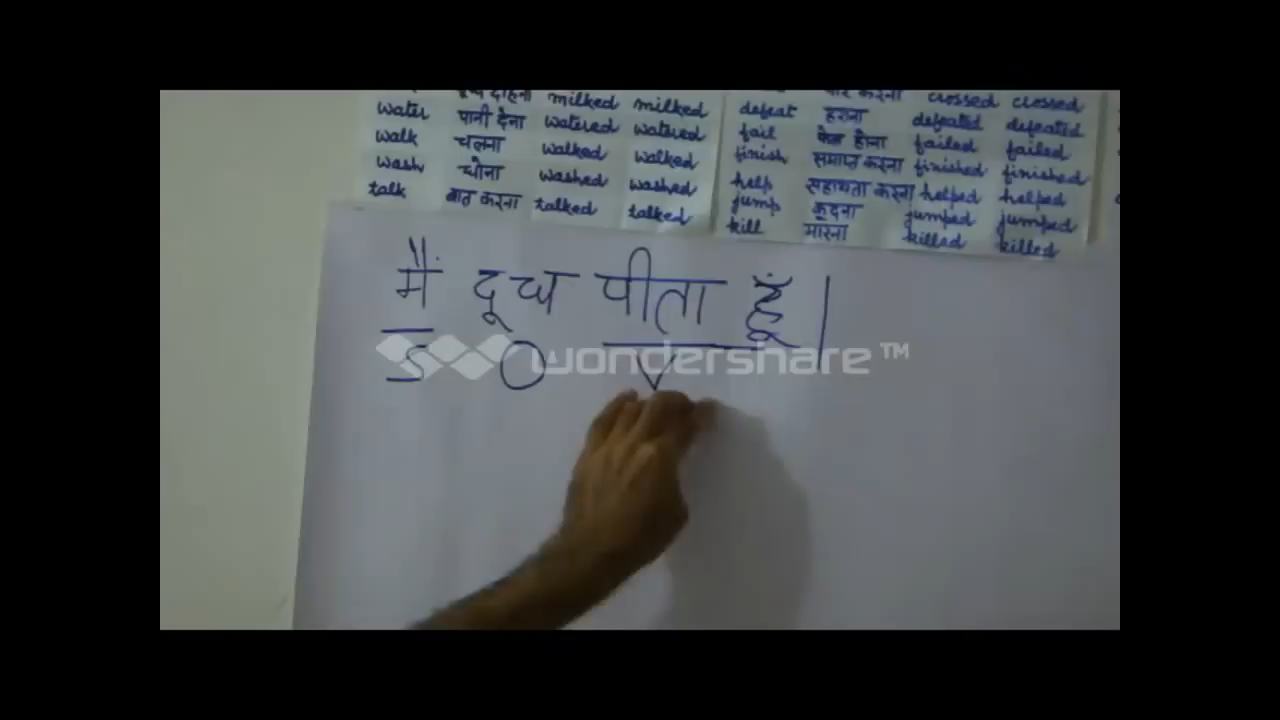 दूध दोहना milked milked
water पानी देना watered watered
walk चलना walked walked
wash धोना washed washed
talk बात करना talked talked
पार करना crossed crossed
defeat हराना defeated defeated
fail फेल होना failed failed
finish समाप्त करना finished finished
help सहायता करना helped helped
jump कूदना jumped jumped
kill मारना killed killed
मैं दूध पीता हूँ|
S O V
wondershare™